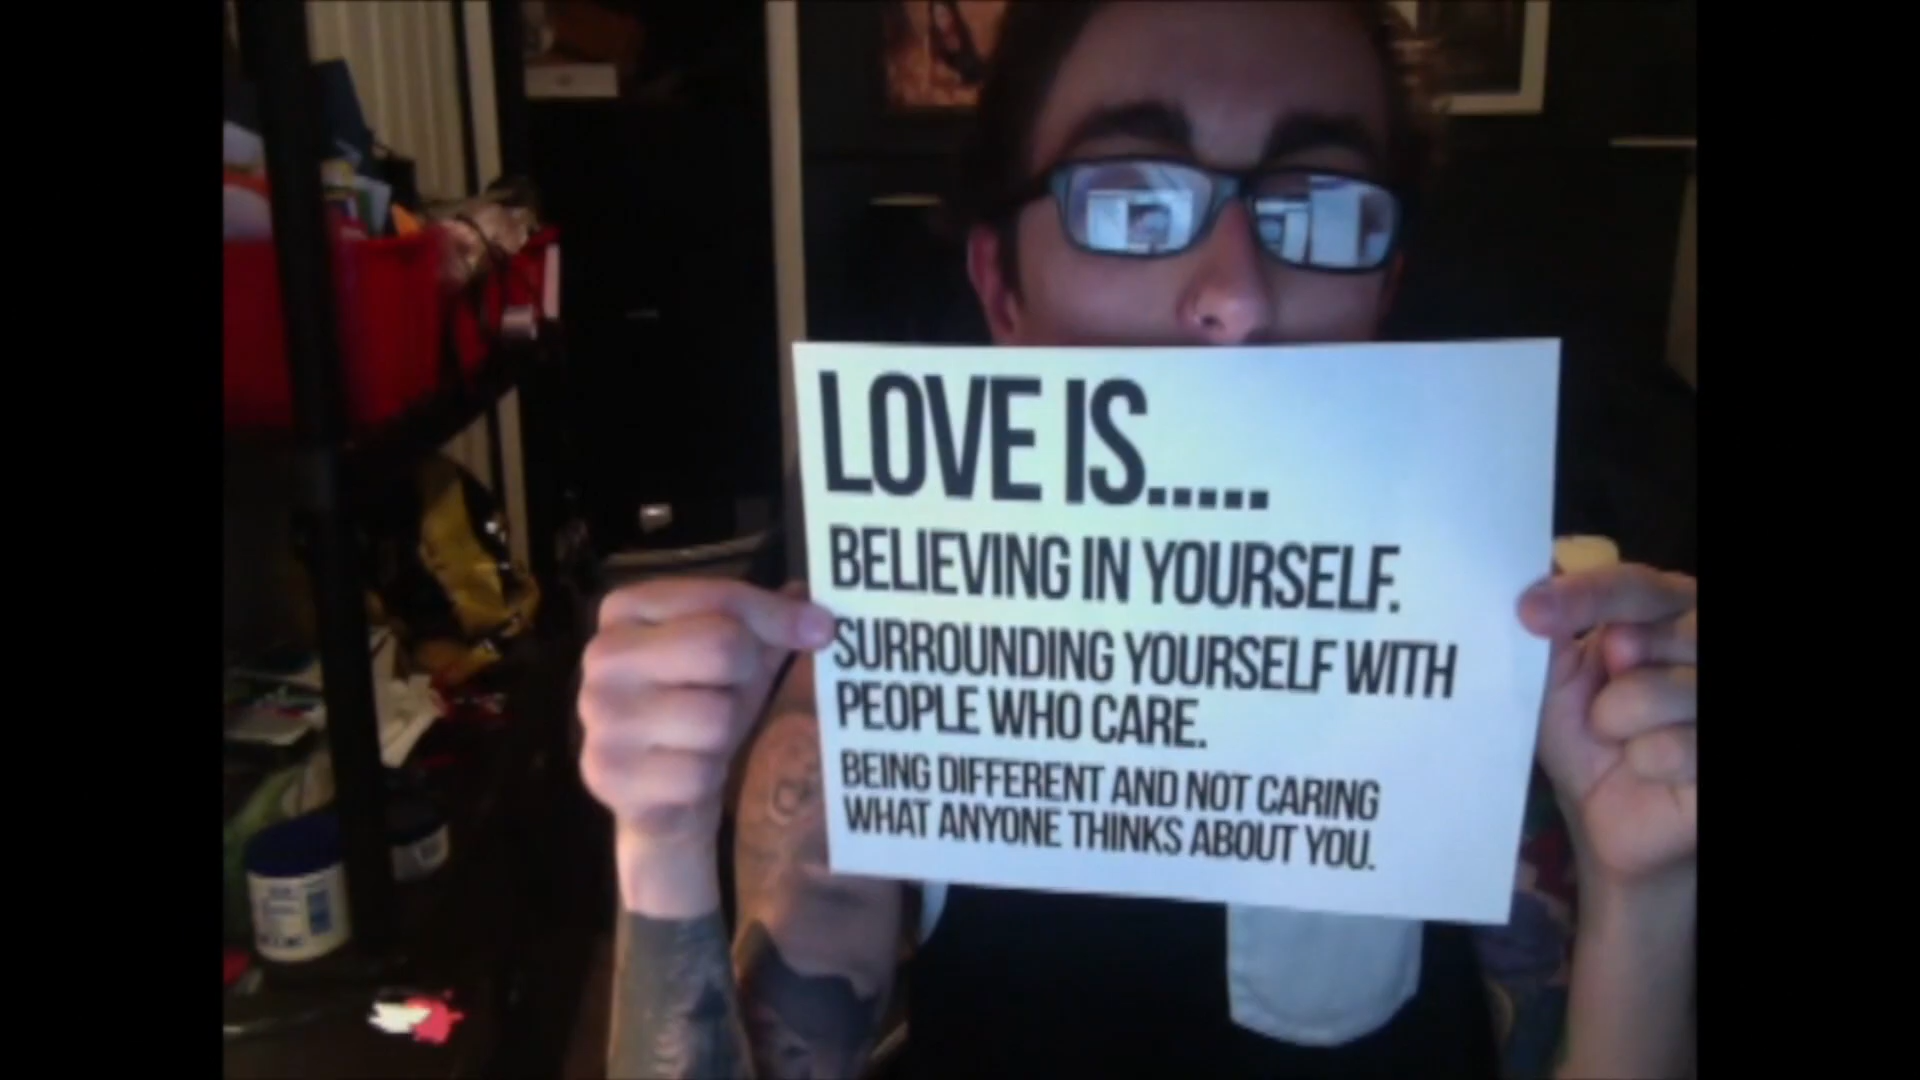 LOVE IS.....
BELIEVING IN YOURSELF.
SURROUNDING YOURSELF WITH
PEOPLE WHO CARE.
BEING DIFFERENT AND NOT CARING
WHAT ANYONE THINKS ABOUT YOU.